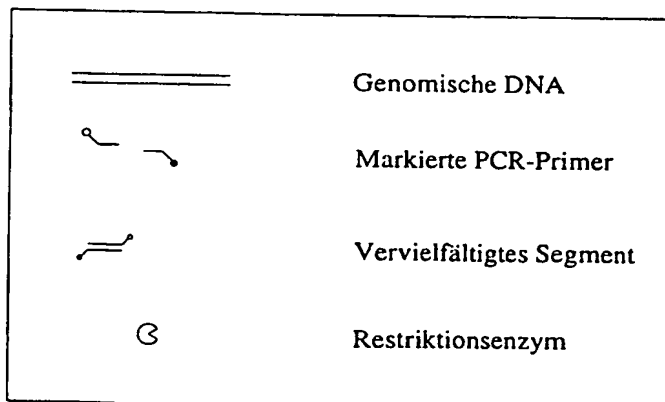 Genomische DNA
Markierte PCR-Primer
Vervielfältigtes Segment
Restriktionsenzym